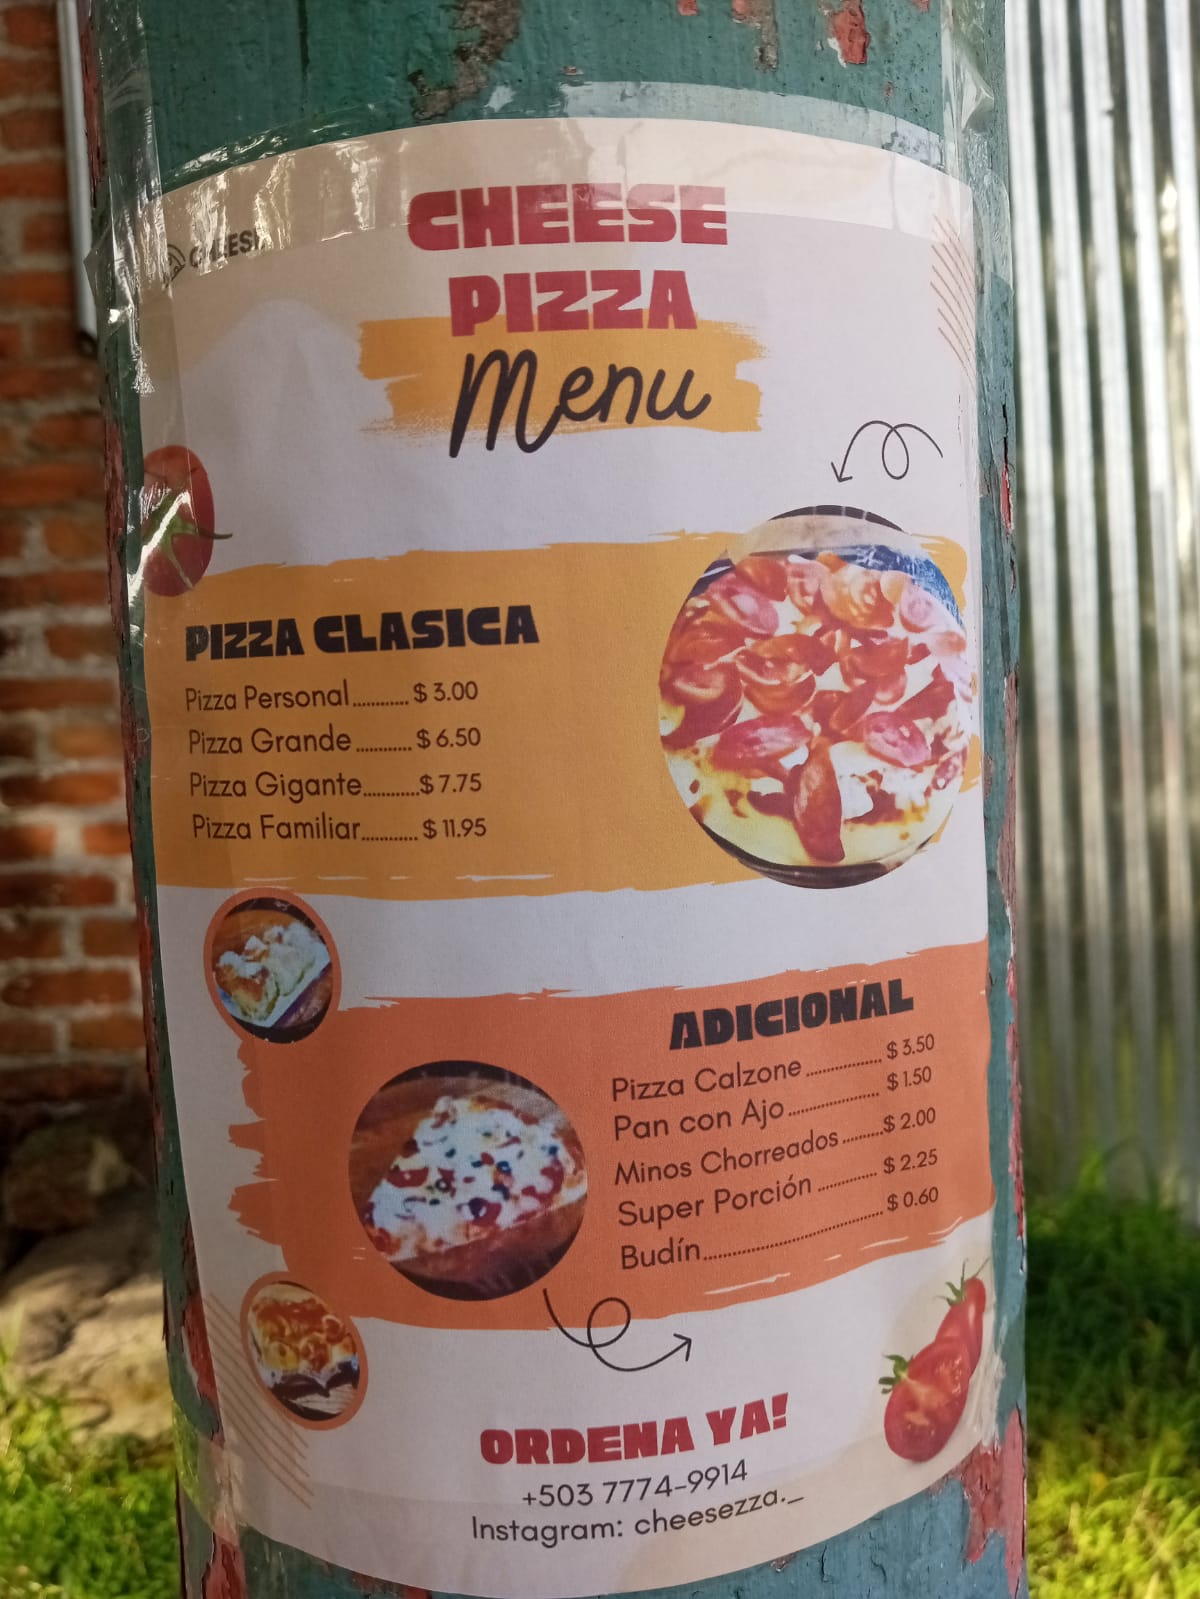 CHEESE
CHEESE
PIZZA
Menu
PIZZA CLASICA
Pizza Personal............ $ 3.00
Pizza Grande............ $ 6.50
Pizza Gigante............$ 7.75
Pizza Familiar............ $ 11.95
ADICIONAL
Pizza Calzone ................ $ 3.50
Pan con Ajo................... $ 1.50
Minos Chorreados.........$ 2.00
Super Porción ............. $ 2.25
Budín......................................$ 0.60
ORDENA YA!
+503 7774-9914
Instagram: cheesezza._